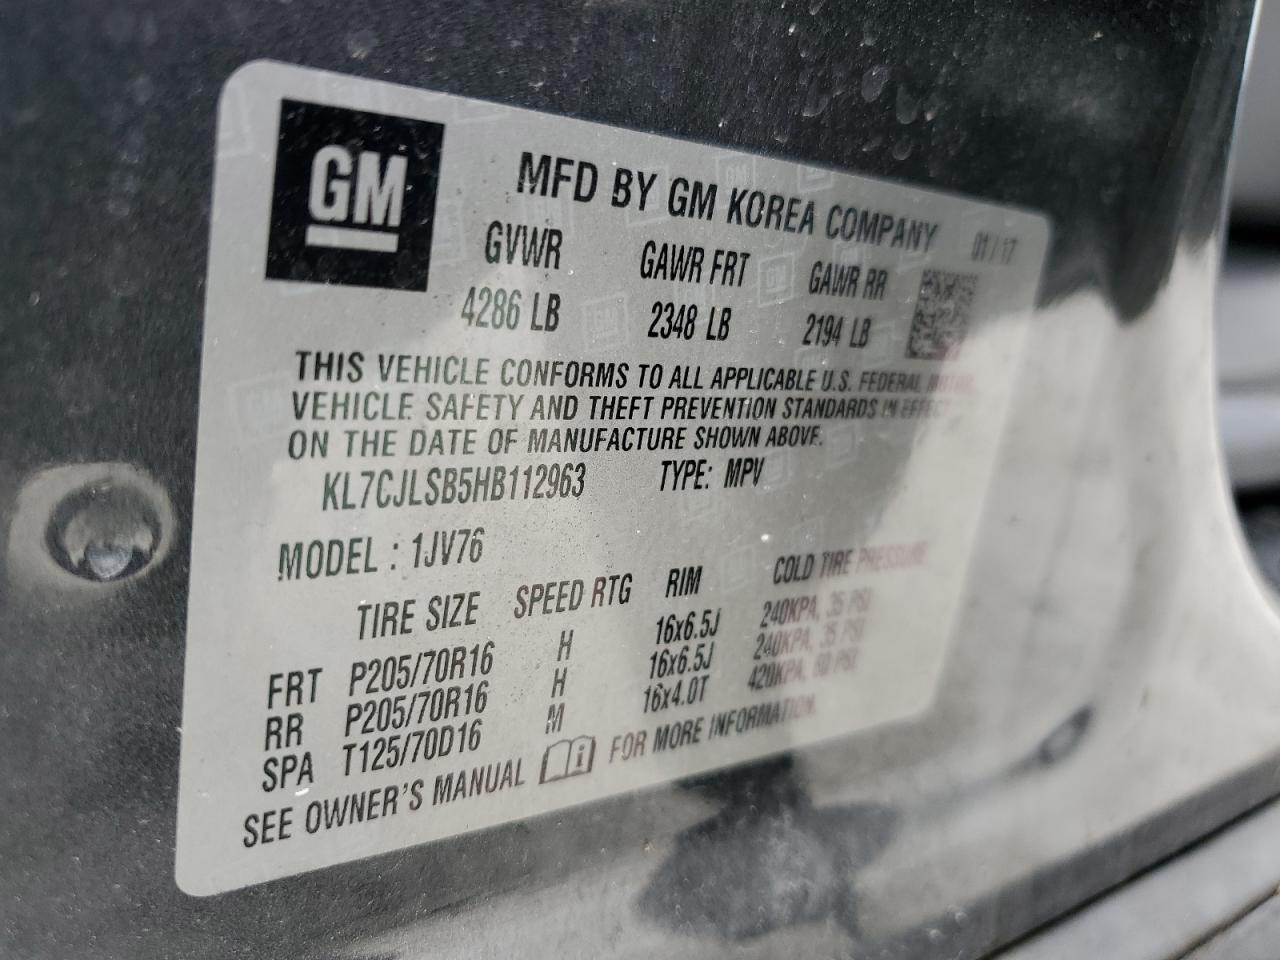 GM
MFD BY GM KOREA COMPANY 01/17
GVWR GAWR FRT GAWR RR
4286 LB 2348 LB 2194 LB
THIS VEHICLE CONFORMS TO ALL APPLICABLE U.S. FEDERAL MOTOR
VEHICLE SAFETY AND THEFT PREVENTION STANDARDS IN EFFECT
ON THE DATE OF MANUFACTURE SHOWN ABOVE.
KL7CJLSB5HB112963 TYPE: MPV
MODEL : 1JV76
TIRE SIZE SPEED RTG RIM COLD TIRE PRESSURE
FRT P205/70R16 H 16x6.5J 240KPA, 35 PSI
RR P205/70R16 H 16x6.5J 240KPA, 35 PSI
SPA T125/70D16 M 16x4.0T 420KPA, 60 PSI
SEE OWNER'S MANUAL FOR MORE INFORMATION.